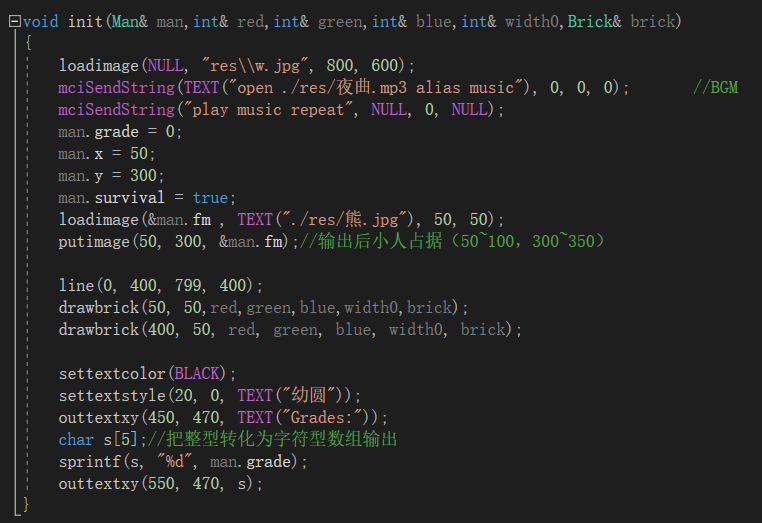 void init(Man& man,int& red,int& green,int& blue,int& width0,Brick& brick)
{
loadimage(NULL, "res\\w.jpg", 800, 600);
mciSendString(TEXT("open ./res/夜曲.mp3 alias music"), 0, 0, 0); //BGM
mciSendString("play music repeat", NULL, 0, NULL);
man.grade = 0;
man.x = 50;
man.y = 300;
man.survival = true;
loadimage(&man.fm , TEXT("./res/熊.jpg"), 50, 50);
putimage(50, 300, &man.fm);//输出后小人占据（50~100，300~350）
line(0, 400, 799, 400);
drawbrick(50, 50,red,green,blue,width0,brick);
drawbrick(400, 50, red, green, blue, width0, brick);
settextcolor(BLACK);
settextstyle(20, 0, TEXT("幼圆"));
outtextxy(450, 470, TEXT("Grades:"));
char s[5];//把整型转化为字符型数组输出
sprintf(s, "%d", man.grade);
outtextxy(550, 470, s);
}